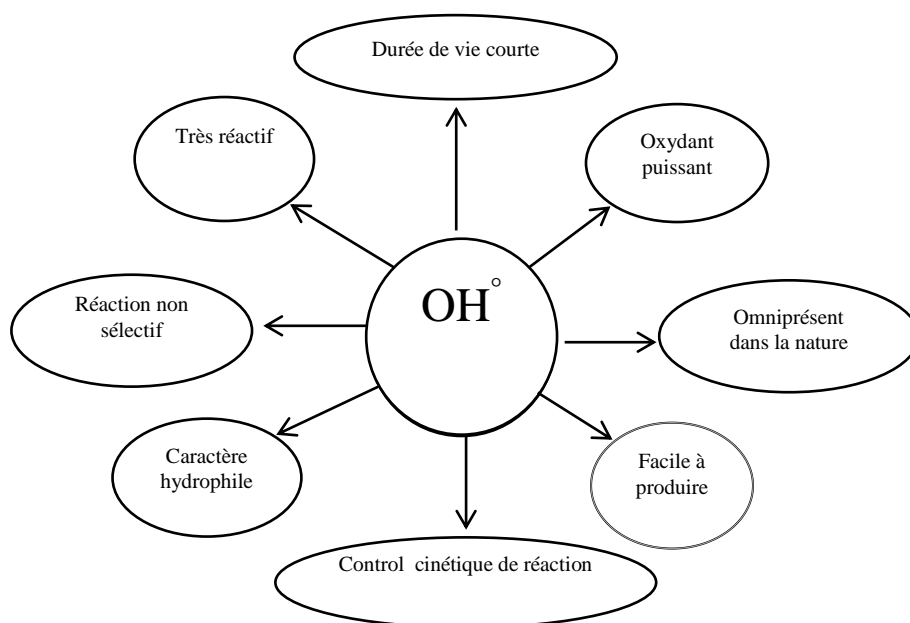 Durée de vie courte
Très réactif
Oxydant
puissant
OH°
Réaction non
sélectif
Omniprésent
dans la nature
Caractère
hydrophile
Facile à
produire
Control  cinétique de réaction